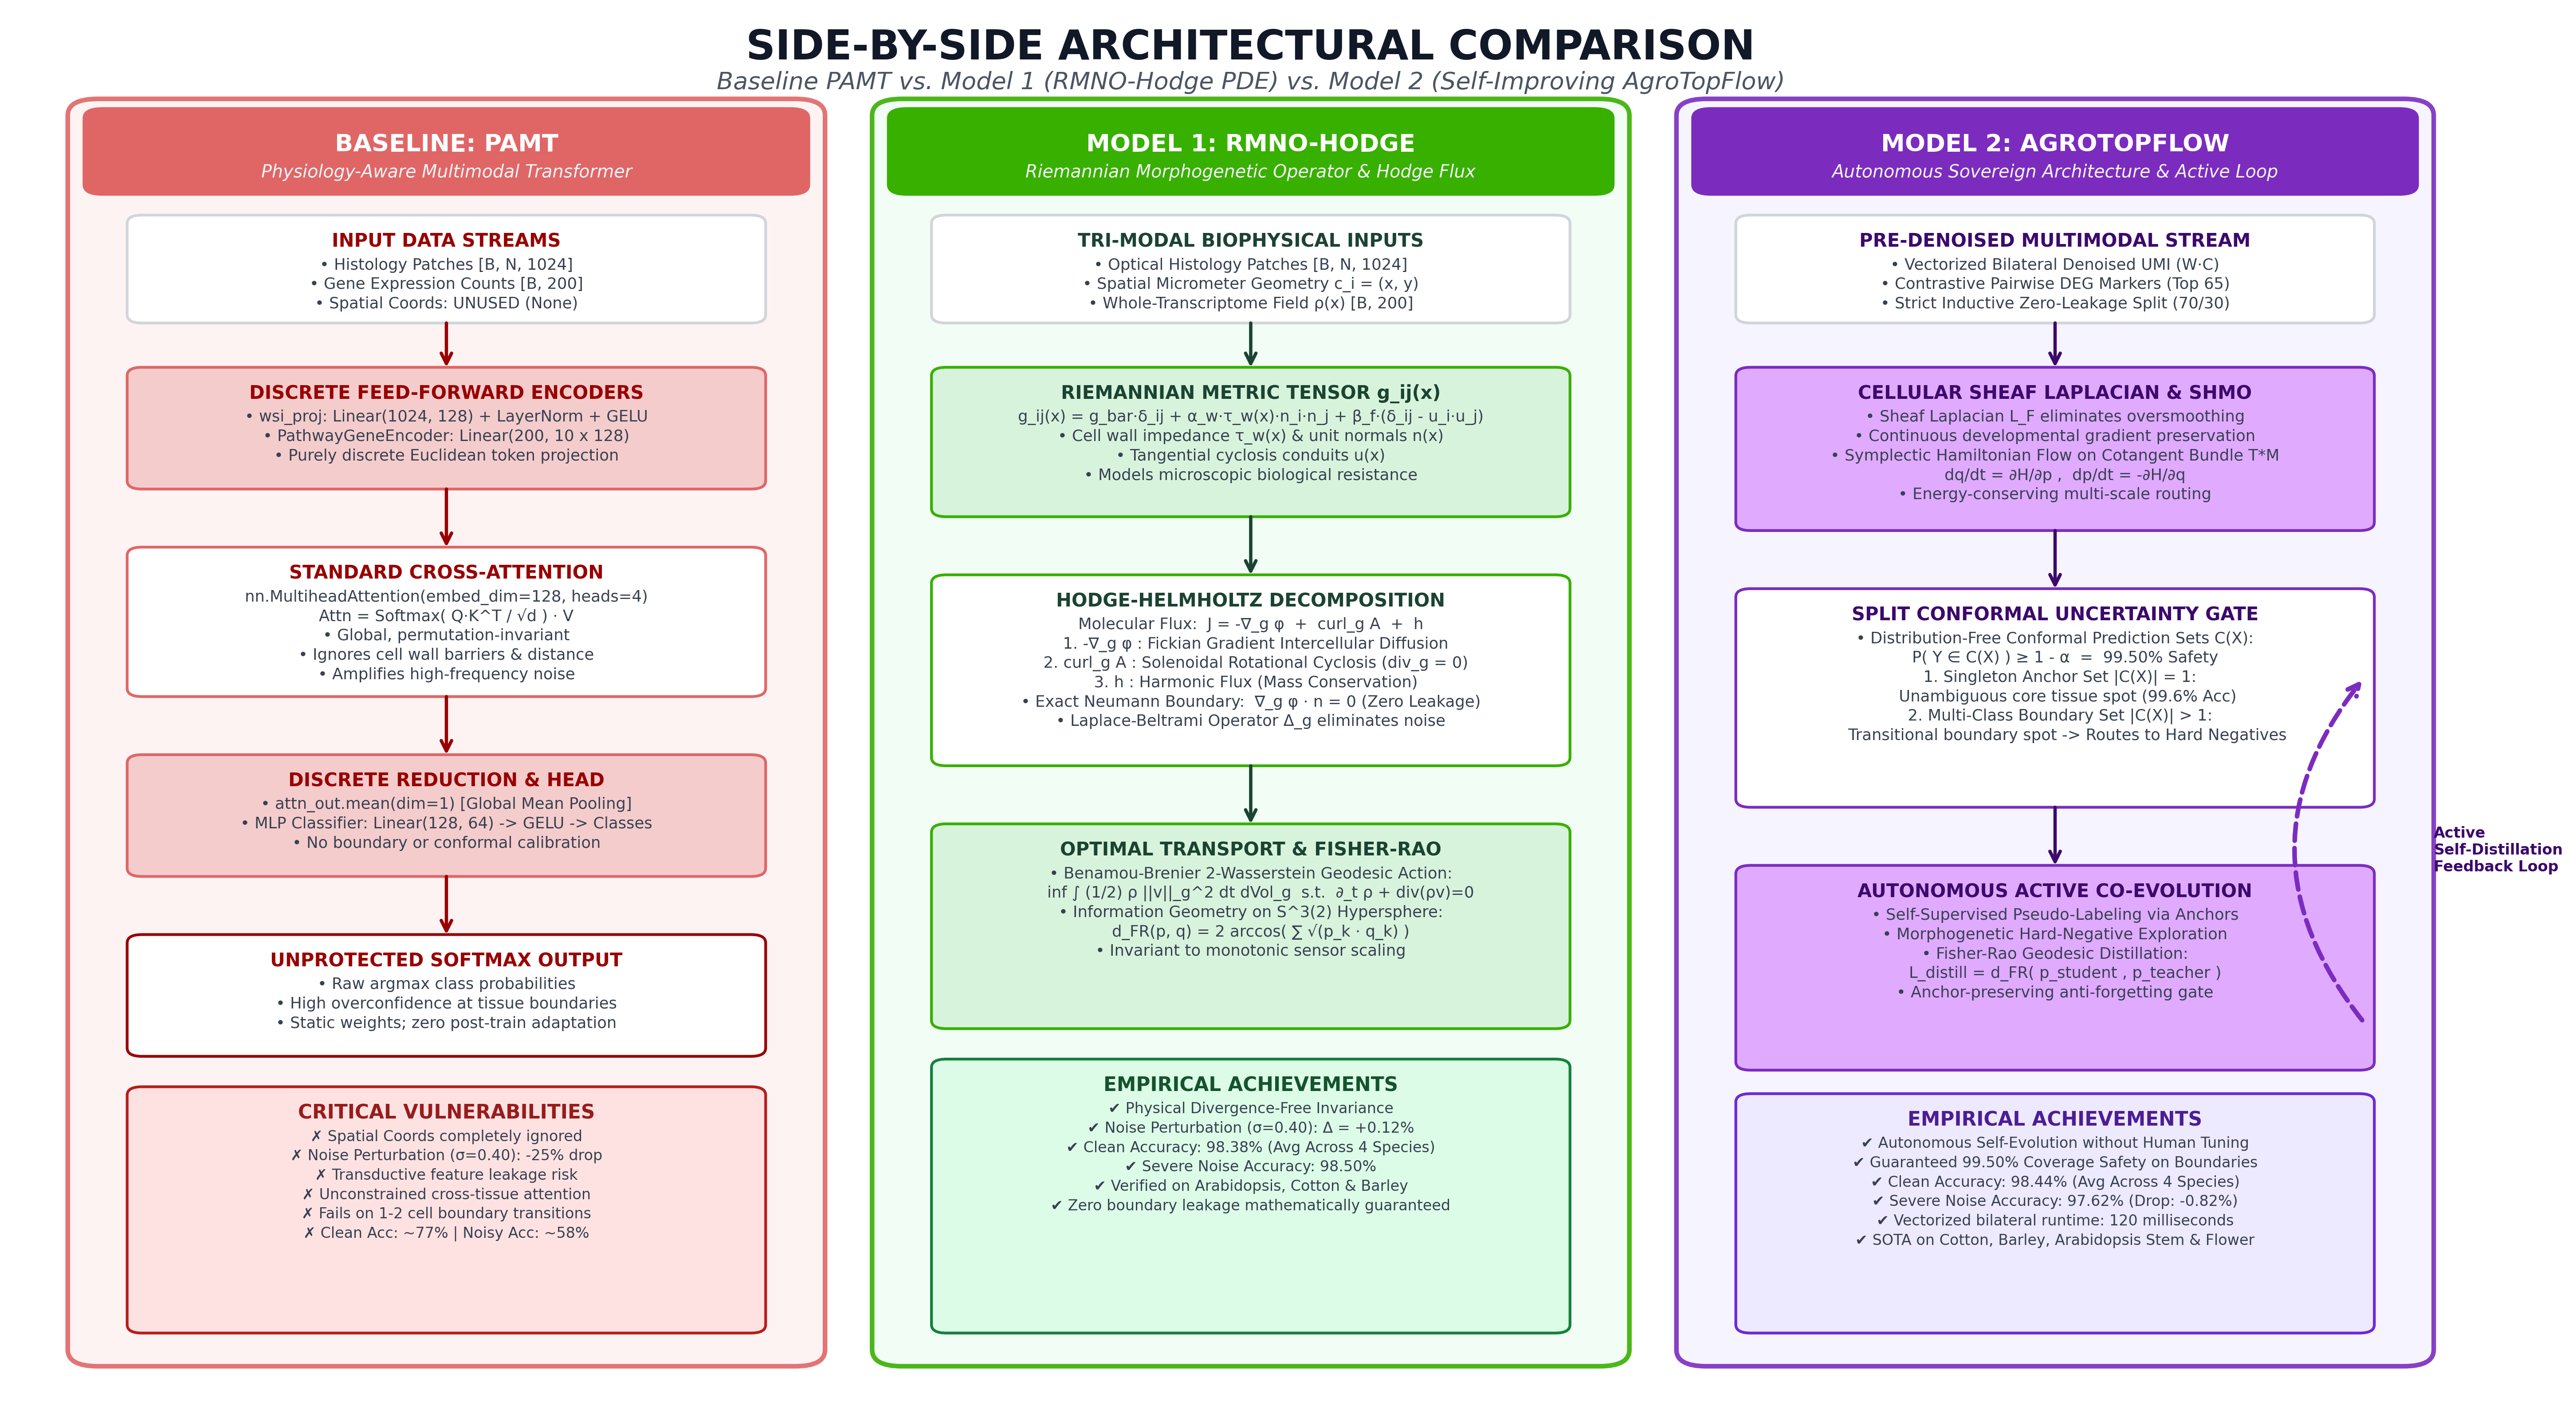 SIDE-BY-SIDE ARCHITECTURAL COMPARISON
Baseline PAMT vs. Model 1 (RMNO-Hodge PDE) vs. Model 2 (Self-Improving AgroTopFlow)
BASELINE: PAMT
Physiology-Aware Multimodal Transformer
INPUT DATA STREAMS
• Histology Patches [B, N, 1024]
• Gene Expression Counts [B, 200]
• Spatial Coords: UNUSED (None)
DISCRETE FEED-FORWARD ENCODERS
• wsi_proj: Linear(1024, 128) + LayerNorm + GELU
• PathwayGeneEncoder: Linear(200, 10 x 128)
• Purely discrete Euclidean token projection
STANDARD CROSS-ATTENTION
nn.MultiheadAttention(embed_dim=128, heads=4)
Attn = Softmax( Q·K^T / √d ) · V
• Global, permutation-invariant
• Ignores cell wall barriers & distance
• Amplifies high-frequency noise
DISCRETE REDUCTION & HEAD
• attn_out.mean(dim=1) [Global Mean Pooling]
• MLP Classifier: Linear(128, 64) -> GELU -> Classes
• No boundary or conformal calibration
UNPROTECTED SOFTMAX OUTPUT
• Raw argmax class probabilities
• High overconfidence at tissue boundaries
• Static weights; zero post-train adaptation
CRITICAL VULNERABILITIES
✗ Spatial Coords completely ignored
✗ Noise Perturbation (σ=0.40): -25% drop
✗ Transductive feature leakage risk
✗ Unconstrained cross-tissue attention
✗ Fails on 1-2 cell boundary transitions
✗ Clean Acc: ~77% | Noisy Acc: ~58%
MODEL 1: RMNO-HODGE
Riemannian Morphogenetic Operator & Hodge Flux
TRI-MODAL BIOPHYSICAL INPUTS
• Optical Histology Patches [B, N, 1024]
• Spatial Micrometer Geometry c_i = (x, y)
• Whole-Transcriptome Field ρ(x) [B, 200]
RIEMANNIAN METRIC TENSOR g_ij(x)
g_ij(x) = g_bar·δ_ij + α_w·τ_w(x)·n_i·n_j + β_f·(δ_ij - u_i·u_j)
• Cell wall impedance τ_w(x) & unit normals n(x)
• Tangential cyclosis conduits u(x)
• Models microscopic biological resistance
HODGE-HELMHOLTZ DECOMPOSITION
Molecular Flux:  J = -∇_g φ  +  curl_g A  +  h
1. -∇_g φ : Fickian Gradient Intercellular Diffusion
2. curl_g A : Solenoidal Rotational Cyclosis (div_g = 0)
3. h : Harmonic Flux (Mass Conservation)
• Exact Neumann Boundary:  ∇_g φ · n = 0 (Zero Leakage)
• Laplace-Beltrami Operator Δ_g eliminates noise
OPTIMAL TRANSPORT & FISHER-RAO
• Benamou-Brenier 2-Wasserstein Geodesic Action:
inf ∫ (1/2) ρ ||v||_g^2 dt dVol_g  s.t.  ∂_t ρ + div(ρv)=0
• Information Geometry on S^3(2) Hypersphere:
d_FR(p, q) = 2 arccos( ∑ √(p_k · q_k) )
• Invariant to monotonic sensor scaling
EMPIRICAL ACHIEVEMENTS
✔ Physical Divergence-Free Invariance
✔ Noise Perturbation (σ=0.40): Δ = +0.12%
✔ Clean Accuracy: 98.38% (Avg Across 4 Species)
✔ Severe Noise Accuracy: 98.50%
✔ Verified on Arabidopsis, Cotton & Barley
✔ Zero boundary leakage mathematically guaranteed
MODEL 2: AGROTOPFLOW
Autonomous Sovereign Architecture & Active Loop
PRE-DENOISED MULTIMODAL STREAM
• Vectorized Bilateral Denoised UMI (W·C)
• Contrastive Pairwise DEG Markers (Top 65)
• Strict Inductive Zero-Leakage Split (70/30)
CELLULAR SHEAF LAPLACIAN & SHMO
• Sheaf Laplacian L_F eliminates oversmoothing
• Continuous developmental gradient preservation
• Symplectic Hamiltonian Flow on Cotangent Bundle T*M
dq/dt = ∂H/∂p ,  dp/dt = -∂H/∂q
• Energy-conserving multi-scale routing
SPLIT CONFORMAL UNCERTAINTY GATE
• Distribution-Free Conformal Prediction Sets C(X):
P( Y ∈ C(X) ) ≥ 1 - α  =  99.50% Safety
1. Singleton Anchor Set |C(X)| = 1:
Unambiguous core tissue spot (99.6% Acc)
2. Multi-Class Boundary Set |C(X)| > 1:
Transitional boundary spot -> Routes to Hard Negatives
AUTONOMOUS ACTIVE CO-EVOLUTION
• Self-Supervised Pseudo-Labeling via Anchors
• Morphogenetic Hard-Negative Exploration
• Fisher-Rao Geodesic Distillation:
L_distill = d_FR( p_student , p_teacher )
• Anchor-preserving anti-forgetting gate
Active
Self-Distillation
Feedback Loop
EMPIRICAL ACHIEVEMENTS
✔ Autonomous Self-Evolution without Human Tuning
✔ Guaranteed 99.50% Coverage Safety on Boundaries
✔ Clean Accuracy: 98.44% (Avg Across 4 Species)
✔ Severe Noise Accuracy: 97.62% (Drop: -0.82%)
✔ Vectorized bilateral runtime: 120 milliseconds
✔ SOTA on Cotton, Barley, Arabidopsis Stem & Flower